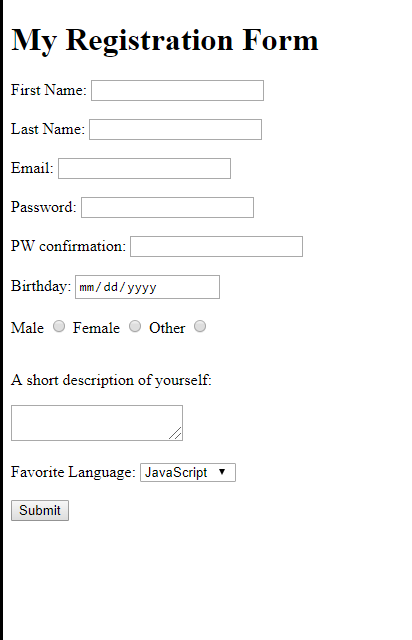 My Registration Form
First Name:
Last Name:
Email:
Password:
PW confirmation:
Birthday: mm/dd/yyyy
Male Female Other
A short description of yourself:
Favorite Language: JavaScript
Submit